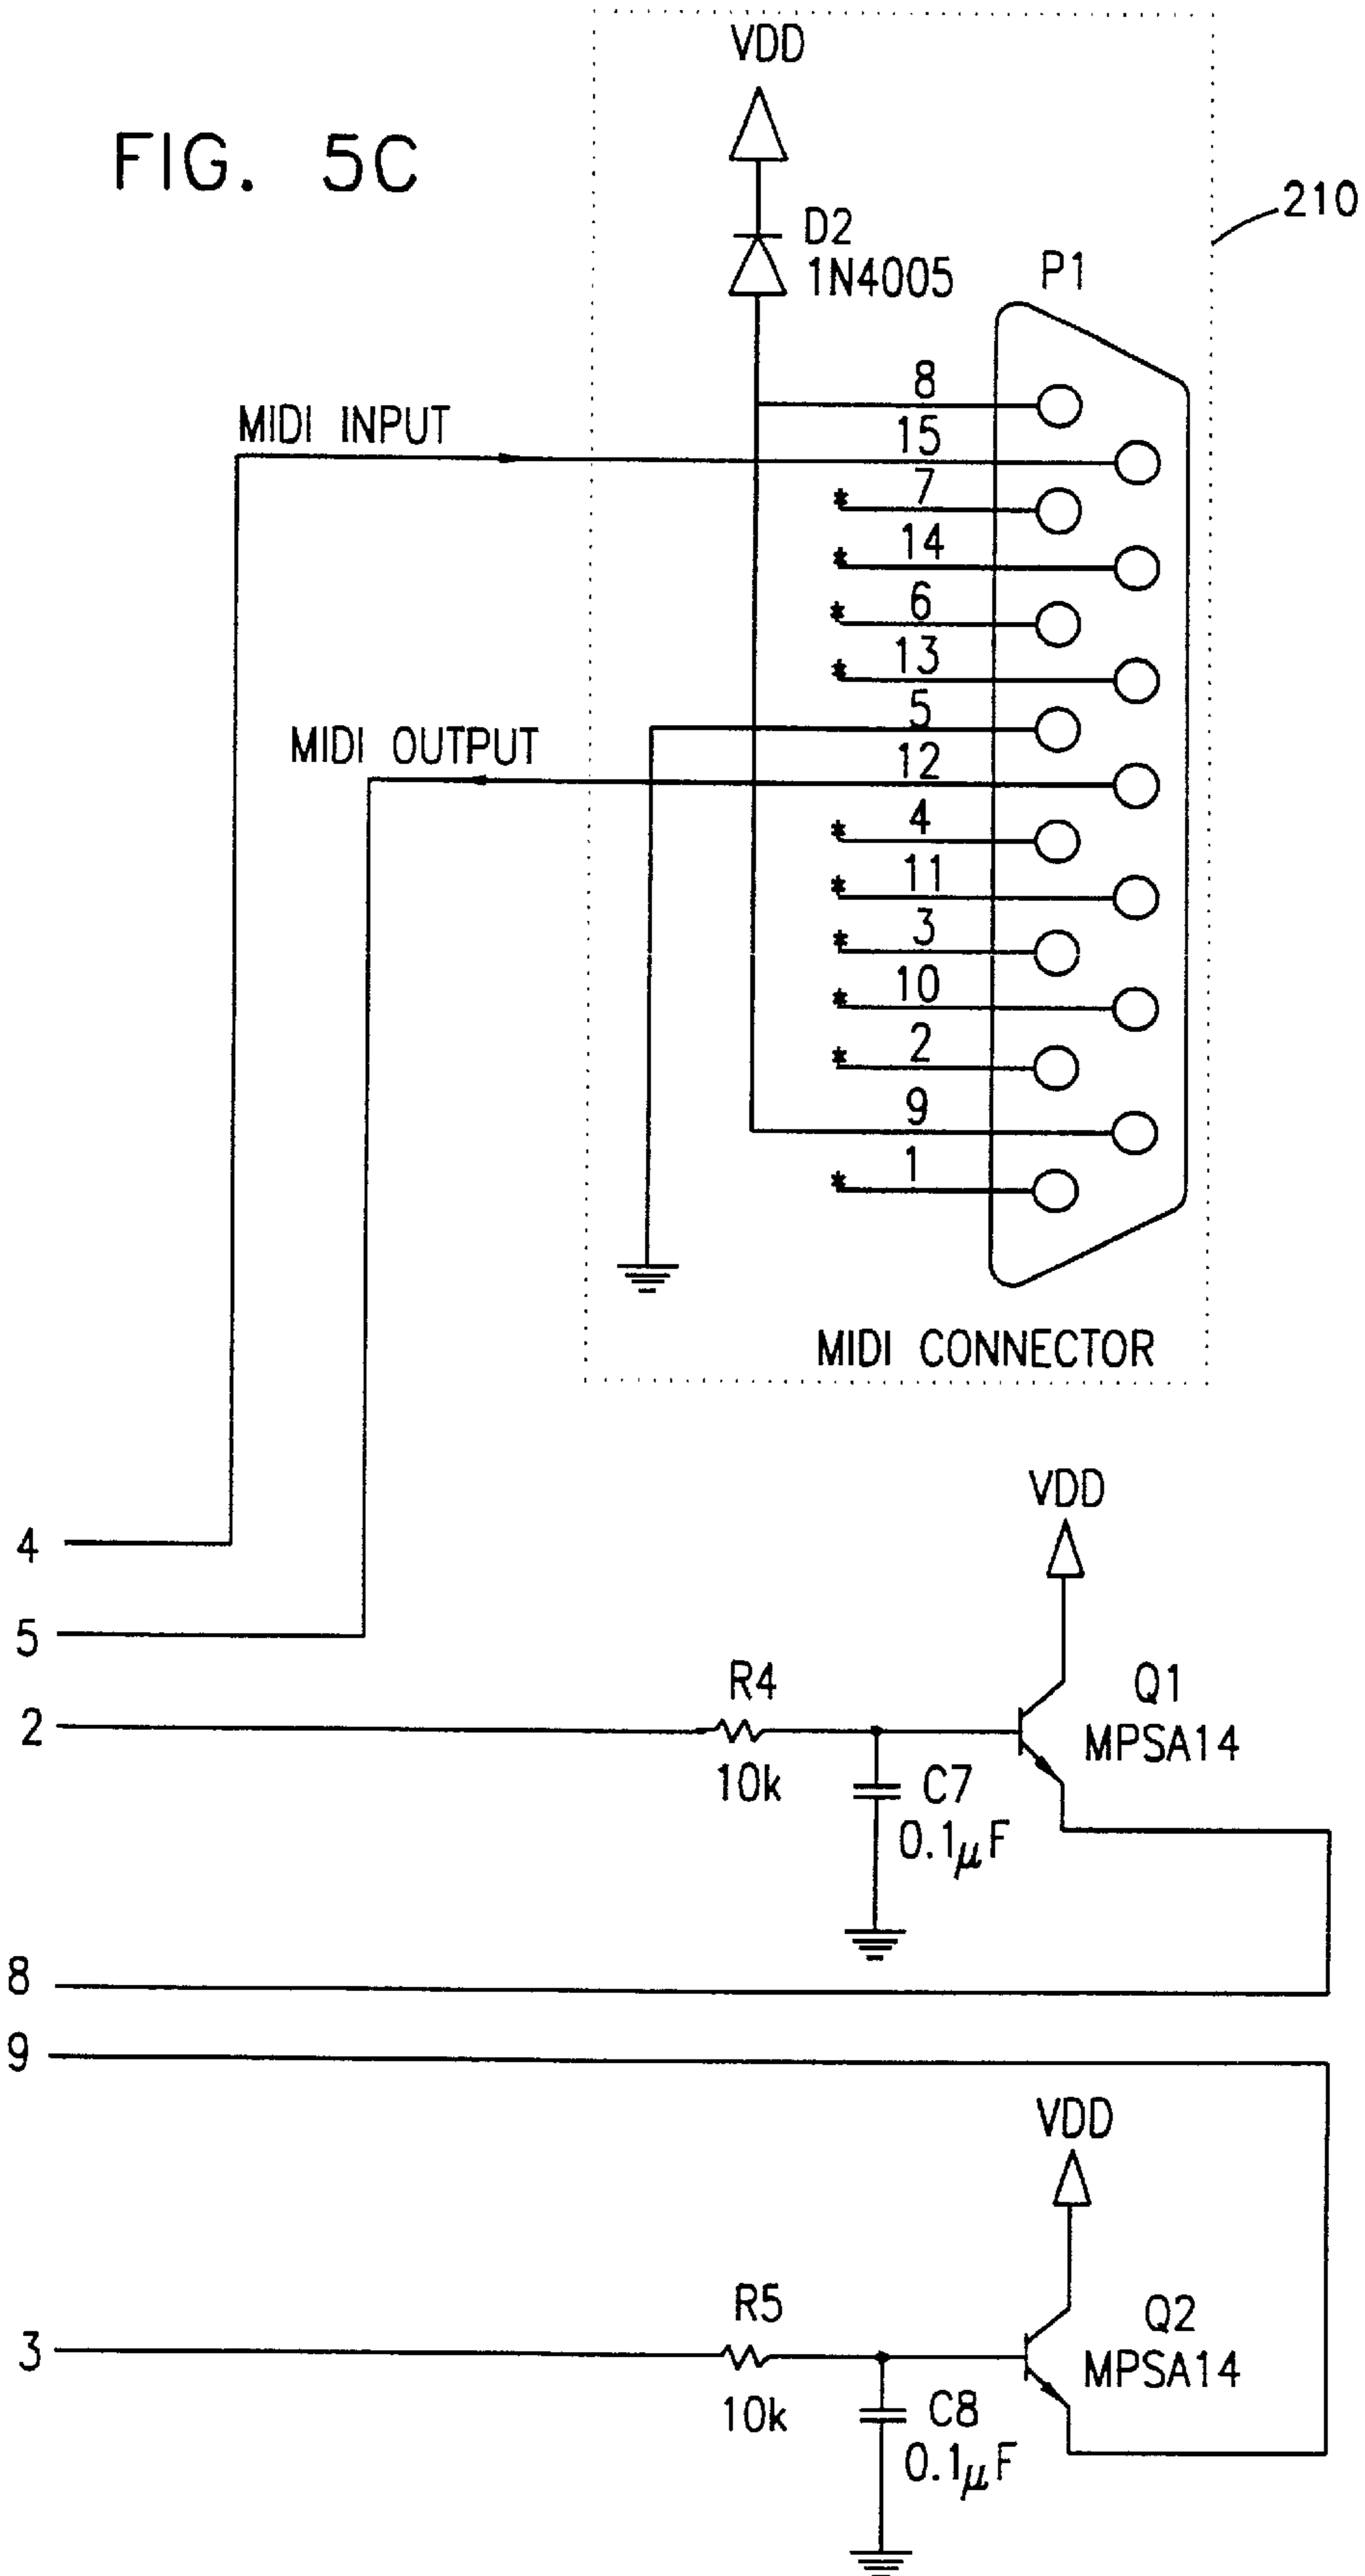 FIG. 5C
VDD
210
D2
1N4005
P1
8
MIDI INPUT
15
* 7
* 14
* 6
* 13
5
MIDI OUTPUT
12
* 4
* 11
* 3
* 10
* 2
9
* 1
MIDI CONNECTOR
4
VDD
5
R4
Q1
2
MPSA14
10k
C7
0.1μF
8
9
VDD
R5
Q2
3
MPSA14
10k
C8
0.1μF